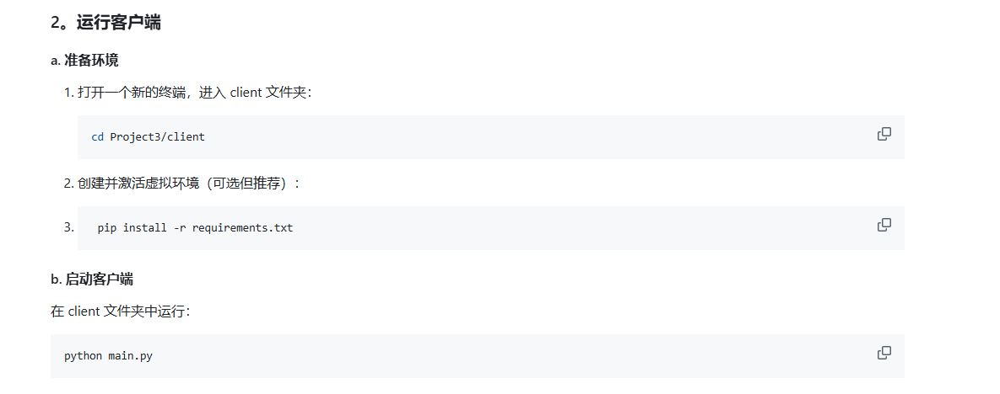 2。运行客户端
a. 准备环境
1. 打开一个新的终端，进入 client 文件夹：
cd Project3/client
2. 创建并激活虚拟环境（可选但推荐）：
3. pip install -r requirements.txt
b. 启动客户端
在 client 文件夹中运行：
python main.py